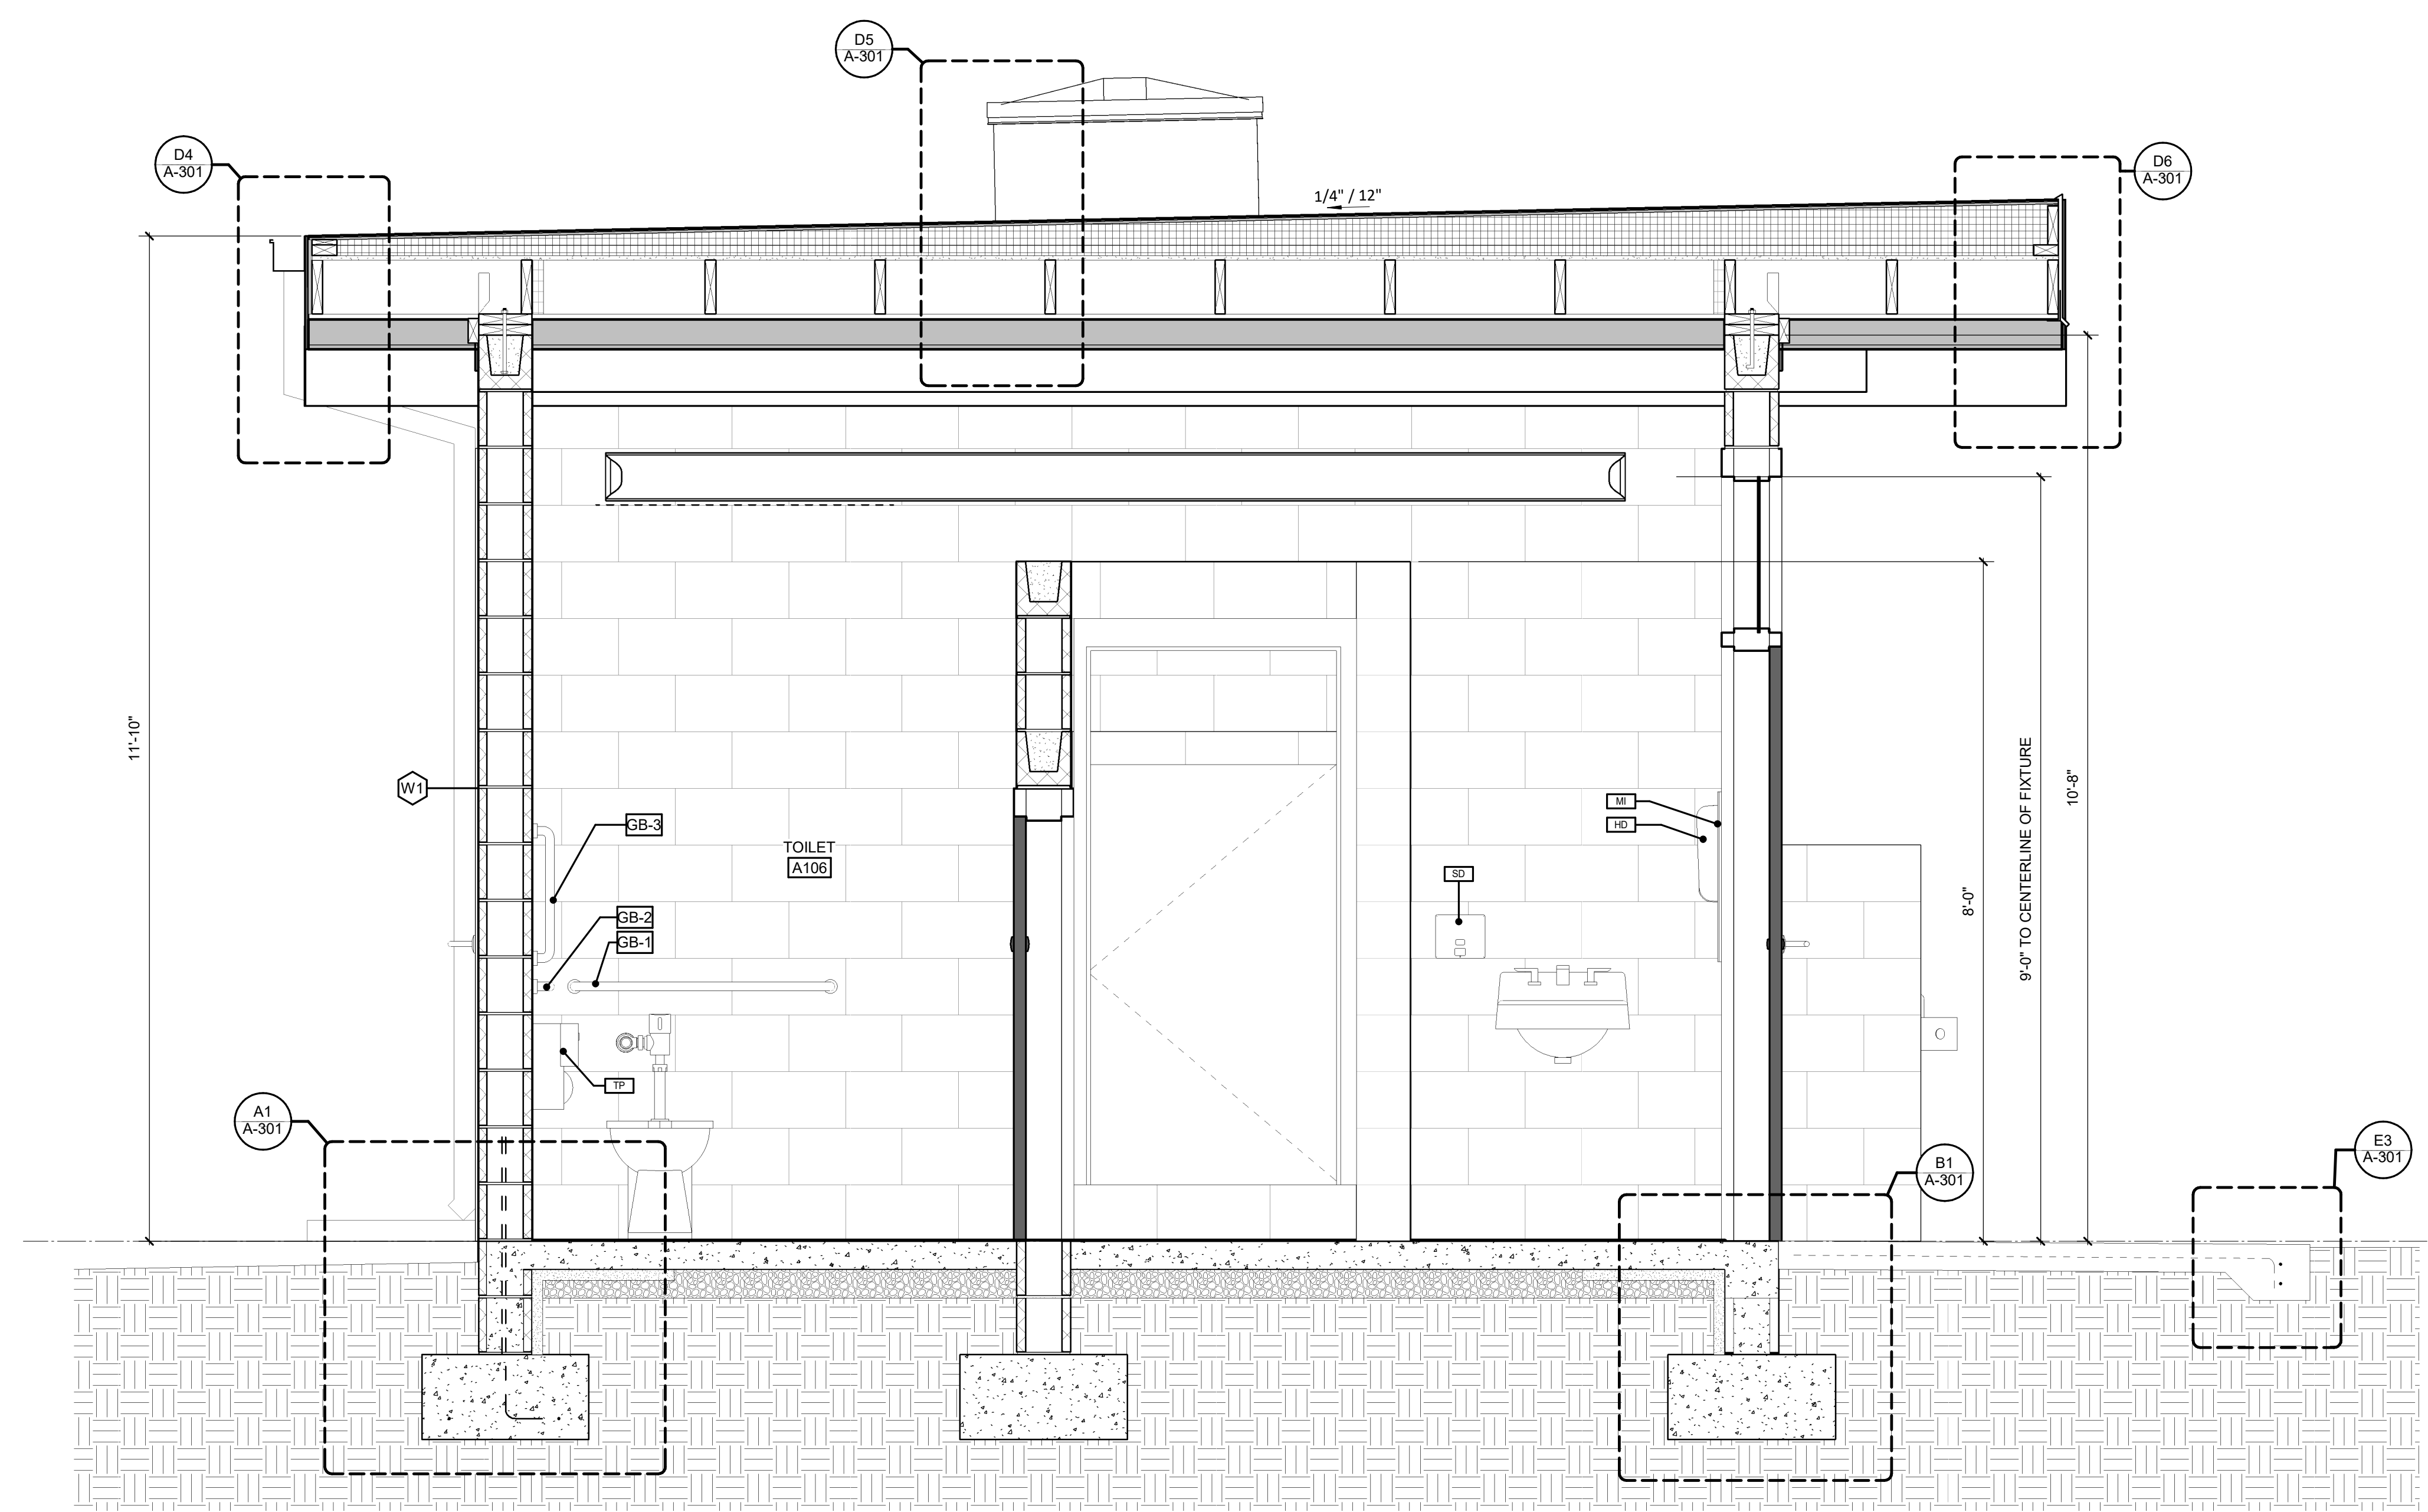 D5
A-301
D4
A-301
D6
A-301
1/4" / 12"
11'-10"
W1
GB-3
TOILET
A106
GB-2
GB-1
TP
MI
HD
SD
8'-0"
9'-0" TO CENTERLINE OF FIXTURE
10'-8"
A1
A-301
B1
A-301
E3
A-301